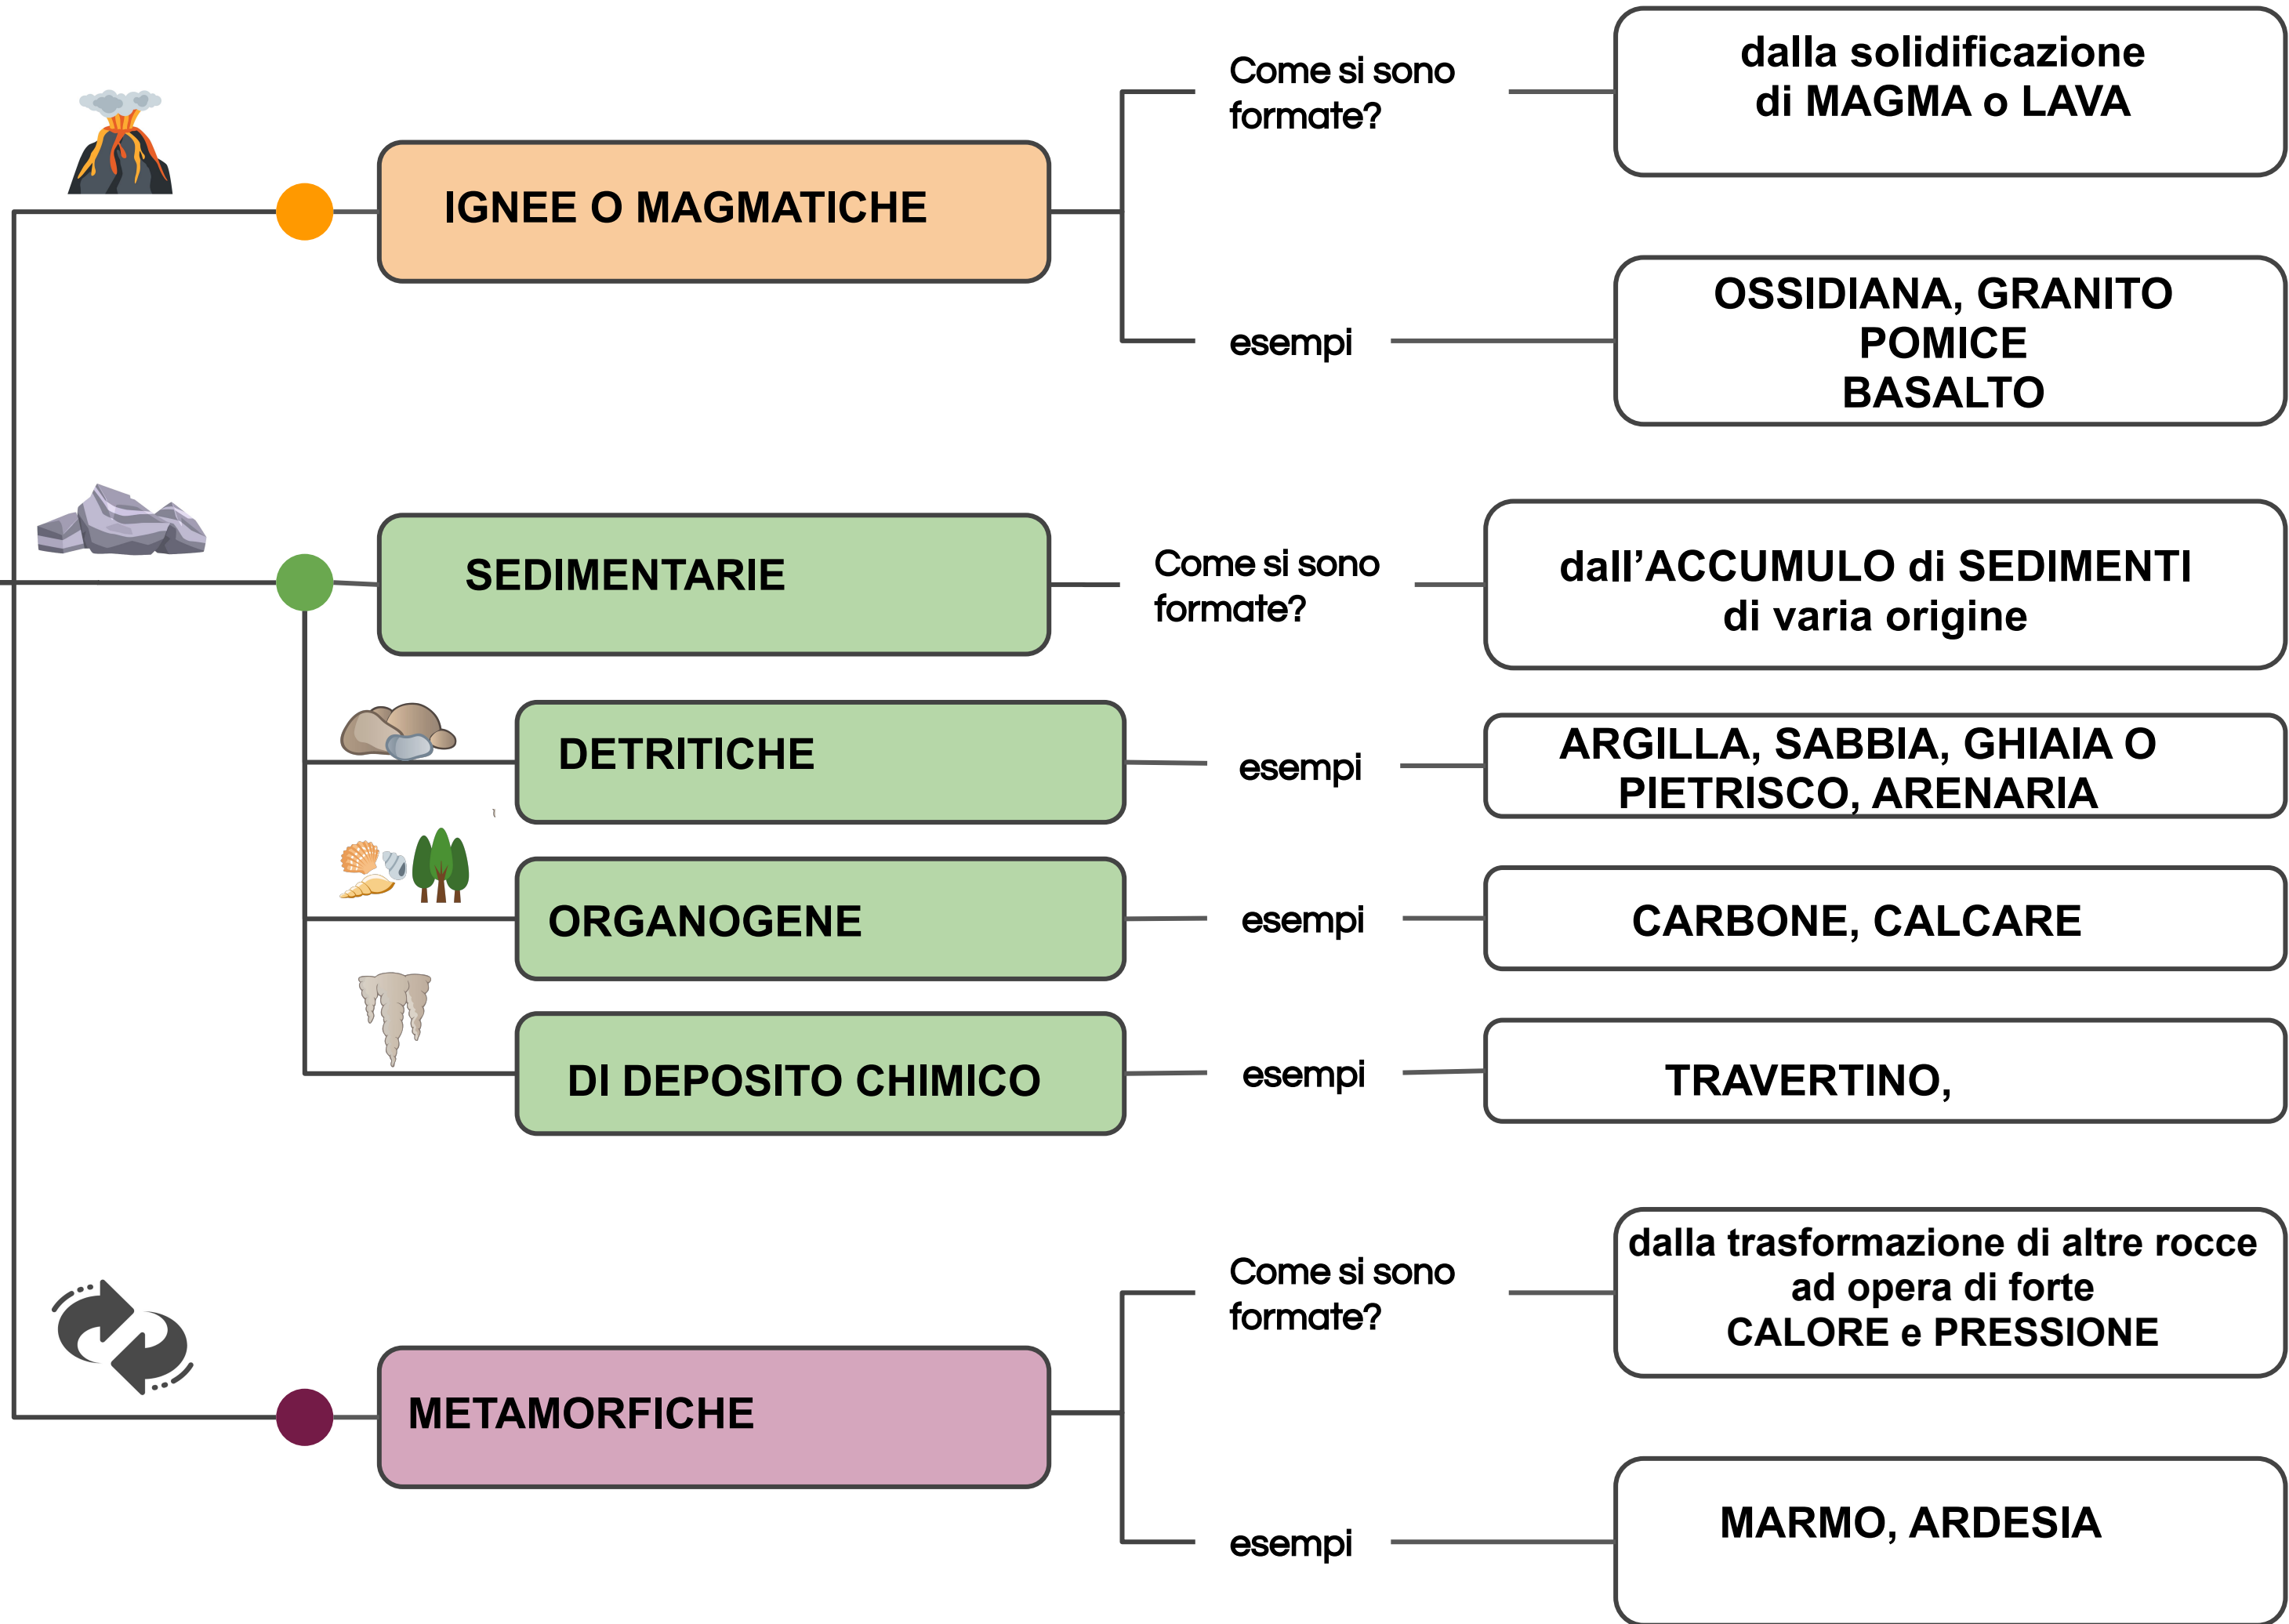 Come si sono
formate?
dalla solidificazione
di MAGMA o LAVA
IGNEE O MAGMATICHE
esempi
OSSIDIANA, GRANITO
POMICE
BASALTO
SEDIMENTARIE
Come si sono
formate?
dall'ACCUMULO di SEDIMENTI
di varia origine
DETRITICHE
esempi
ARGILLA, SABBIA, GHIAIA O
PIETRISCO, ARENARIA
ORGANOGENE
esempi
CARBONE, CALCARE
DI DEPOSITO CHIMICO
esempi
TRAVERTINO,
Come si sono
formate?
dalla trasformazione di altre rocce
ad opera di forte
CALORE e PRESSIONE
METAMORFICHE
esempi
MARMO, ARDESIA